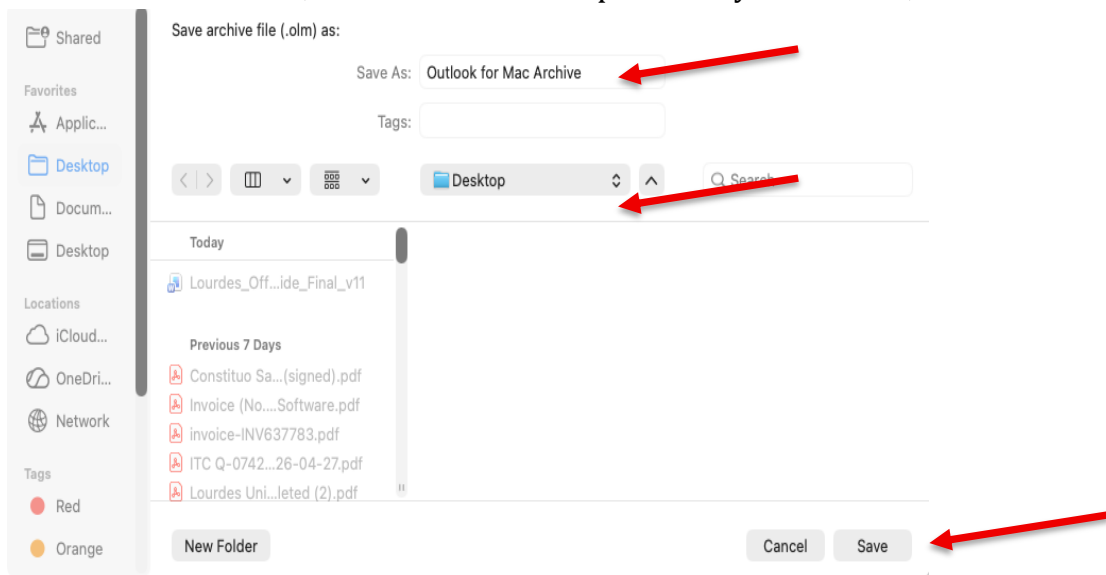 Shared
Favorites
Applic...
Desktop
Docum...
Desktop
Locations
iCloud...
OneDri...
Network
Tags
Red
Orange
Save archive file (.olm) as:
Save As: Outlook for Mac Archive
Tags:
Desktop
Search
Today
Lourdes_Off...ide_Final_v11
Previous 7 Days
Constituo Sa...(signed).pdf
Invoice (No....Software.pdf
invoice-INV637783.pdf
ITC Q-0742...26-04-27.pdf
Lourdes Uni...leted (2).pdf
New Folder
Cancel Save